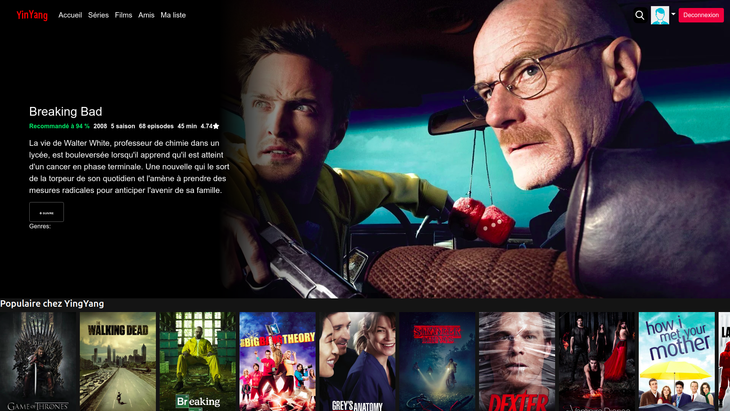 YinYang
Accueil Séries Films Amis Ma liste
Deconnexion
Breaking Bad
Recommandé à 94 % 2008 5 saison 68 episodes 45 min 4.74
La vie de Walter White, professeur de chimie dans un
lycée, est bouleversée lorsqu'il apprend qu'il est atteint
d'un cancer en phase terminale. Une nouvelle qui le sort
de la torpeur de son quotidien et l'amène à prendre des
mesures radicales pour anticiper l'avenir de sa famille.
Genres:
Populaire chez YingYang
GAME OF THRONES
THE WALKING DEAD
Breaking
THE BIG BANG THEORY
GREY'S ANATOMY
DEXTER
how i met your mother